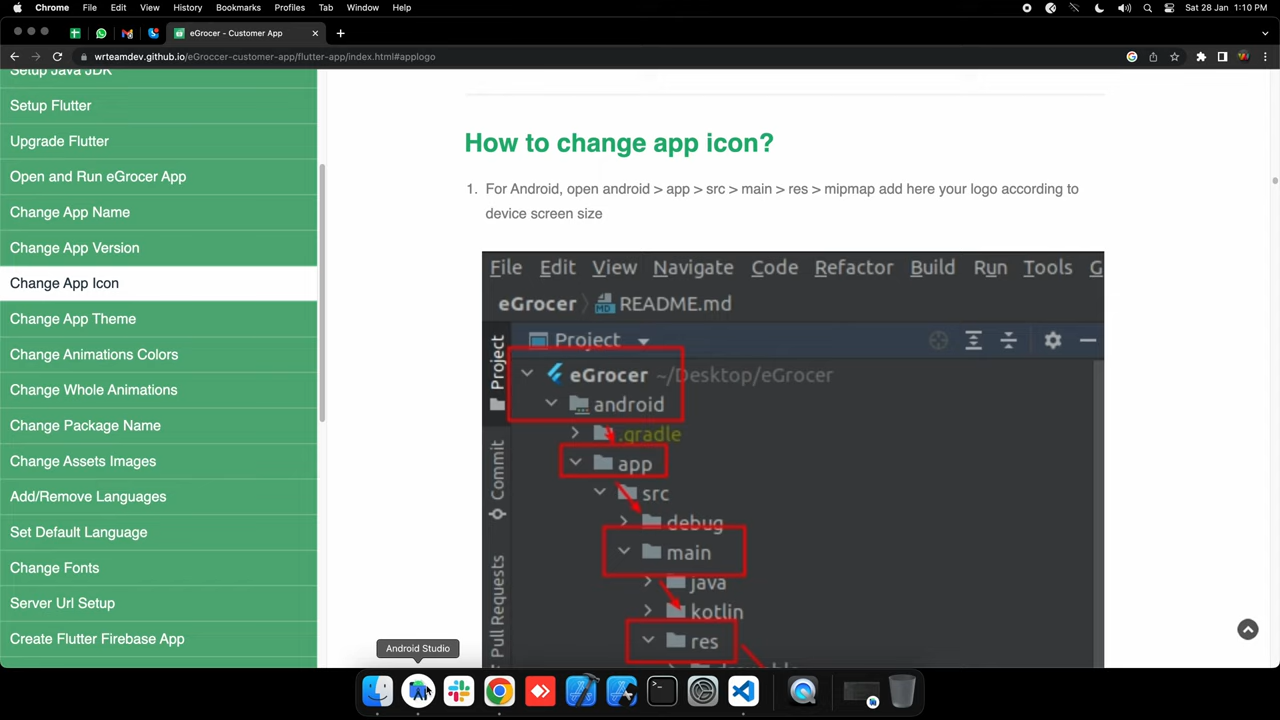 Chrome File Edit View History Bookmarks Profiles Tab Window Help Sat 28 Jan 1:10 PM
eGrocer - Customer App
wrteamdev.github.io/eGroccer-customer-app/flutter-app/index.html#applogo
Setup Java JDK
Setup Flutter
Upgrade Flutter
Open and Run eGrocer App
Change App Name
Change App Version
Change App Icon
Change App Theme
Change Animations Colors
Change Whole Animations
Change Package Name
Change Assets Images
Add/Remove Languages
Set Default Language
Change Fonts
Server Url Setup
Create Flutter Firebase App
How to change app icon?
1. For Android, open android > app > src > main > res > mipmap add here your logo according to
device screen size
File Edit View Navigate Code Refactor Build Run Tools G
eGrocer README.md
Project
Project
eGrocer ~/Desktop/eGrocer
android
.gradle
app
Commit
src
debug
main
java
kotlin
Pull Requests
res
Android Studio